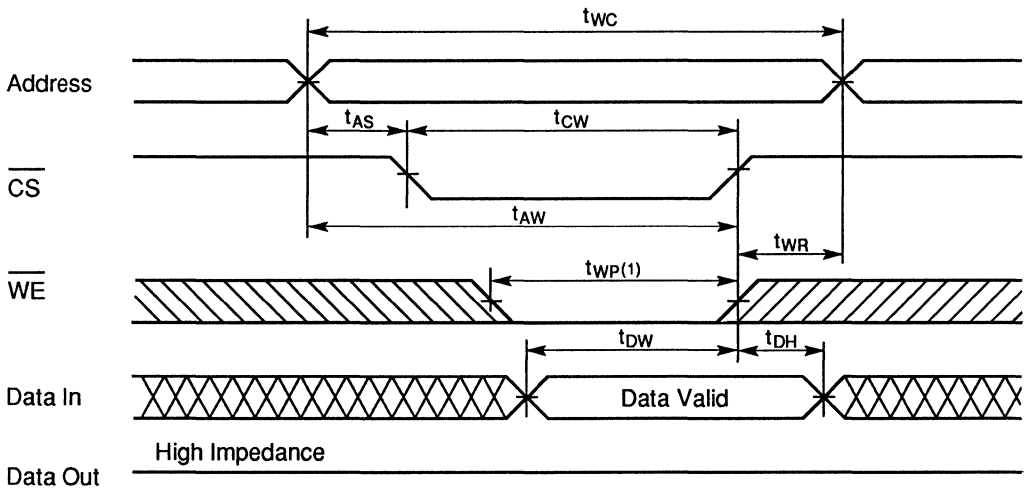 tWC
Address
tAS
tCW
CS
tAW
tWR
WE
tWP(1)
tDW
tDH
Data In
Data Valid
High Impedance
Data Out